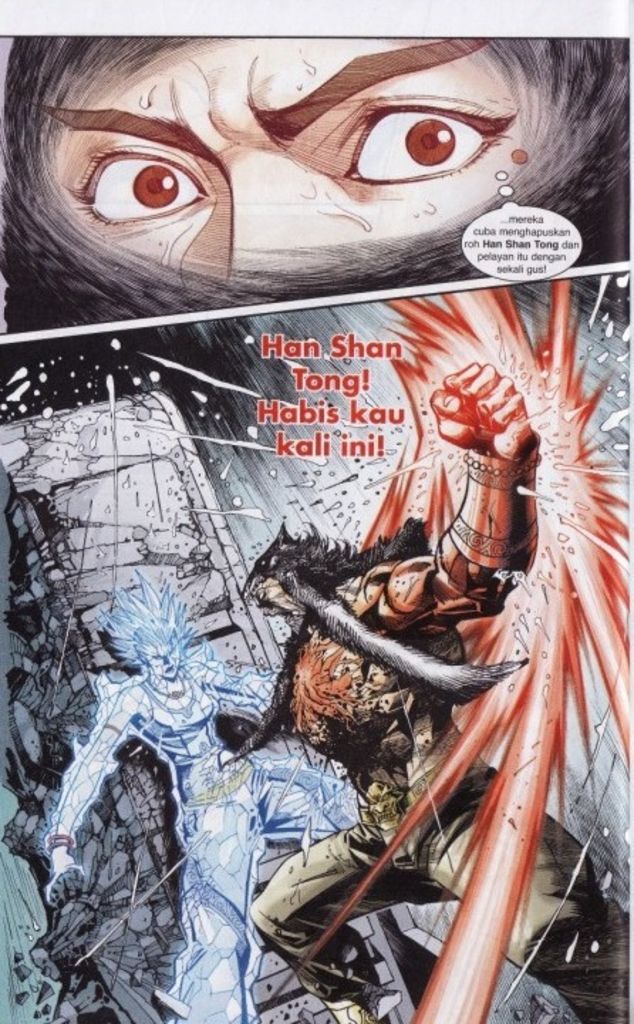 ...mereka
cuba menghapuskan
roh Han Shan Tong dan
pelayan itu dengan
sekali gus!
Han Shan
Tong!
Habis kau
kali ini!